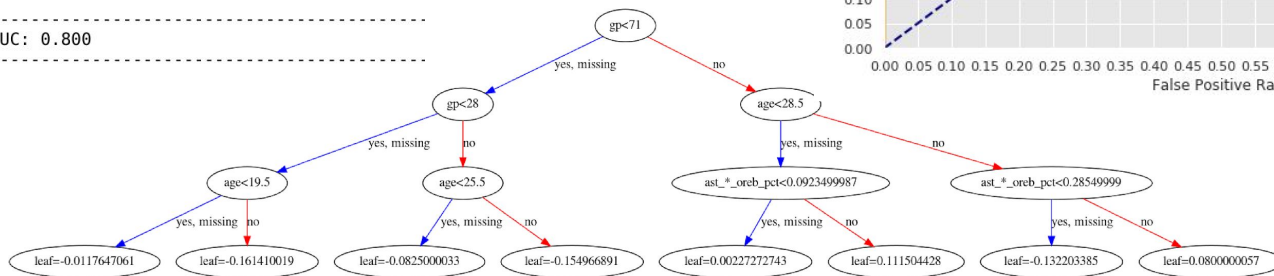 UC: 0.800
0.10
0.05
0.00
0.00 0.05 0.10 0.15 0.20 0.25 0.30 0.35 0.40 0.45 0.50 0.55
False Positive Ra
gp<71
yes, missing
no
gp<28
age<28.5
yes, missing
no
yes, missing
no
age<19.5
age<25.5
ast_*_oreb_pct<0.0923499987
ast_*_oreb_pct<0.28549999
yes, missing
no
yes, missing
no
yes, missing
no
yes, missing
no
leaf=-0.0117647061
leaf=-0.161410019
leaf=-0.0825000033
leaf=-0.154966891
leaf=0.00227272743
leaf=0.111504428
leaf=-0.132203385
leaf=0.0800000057